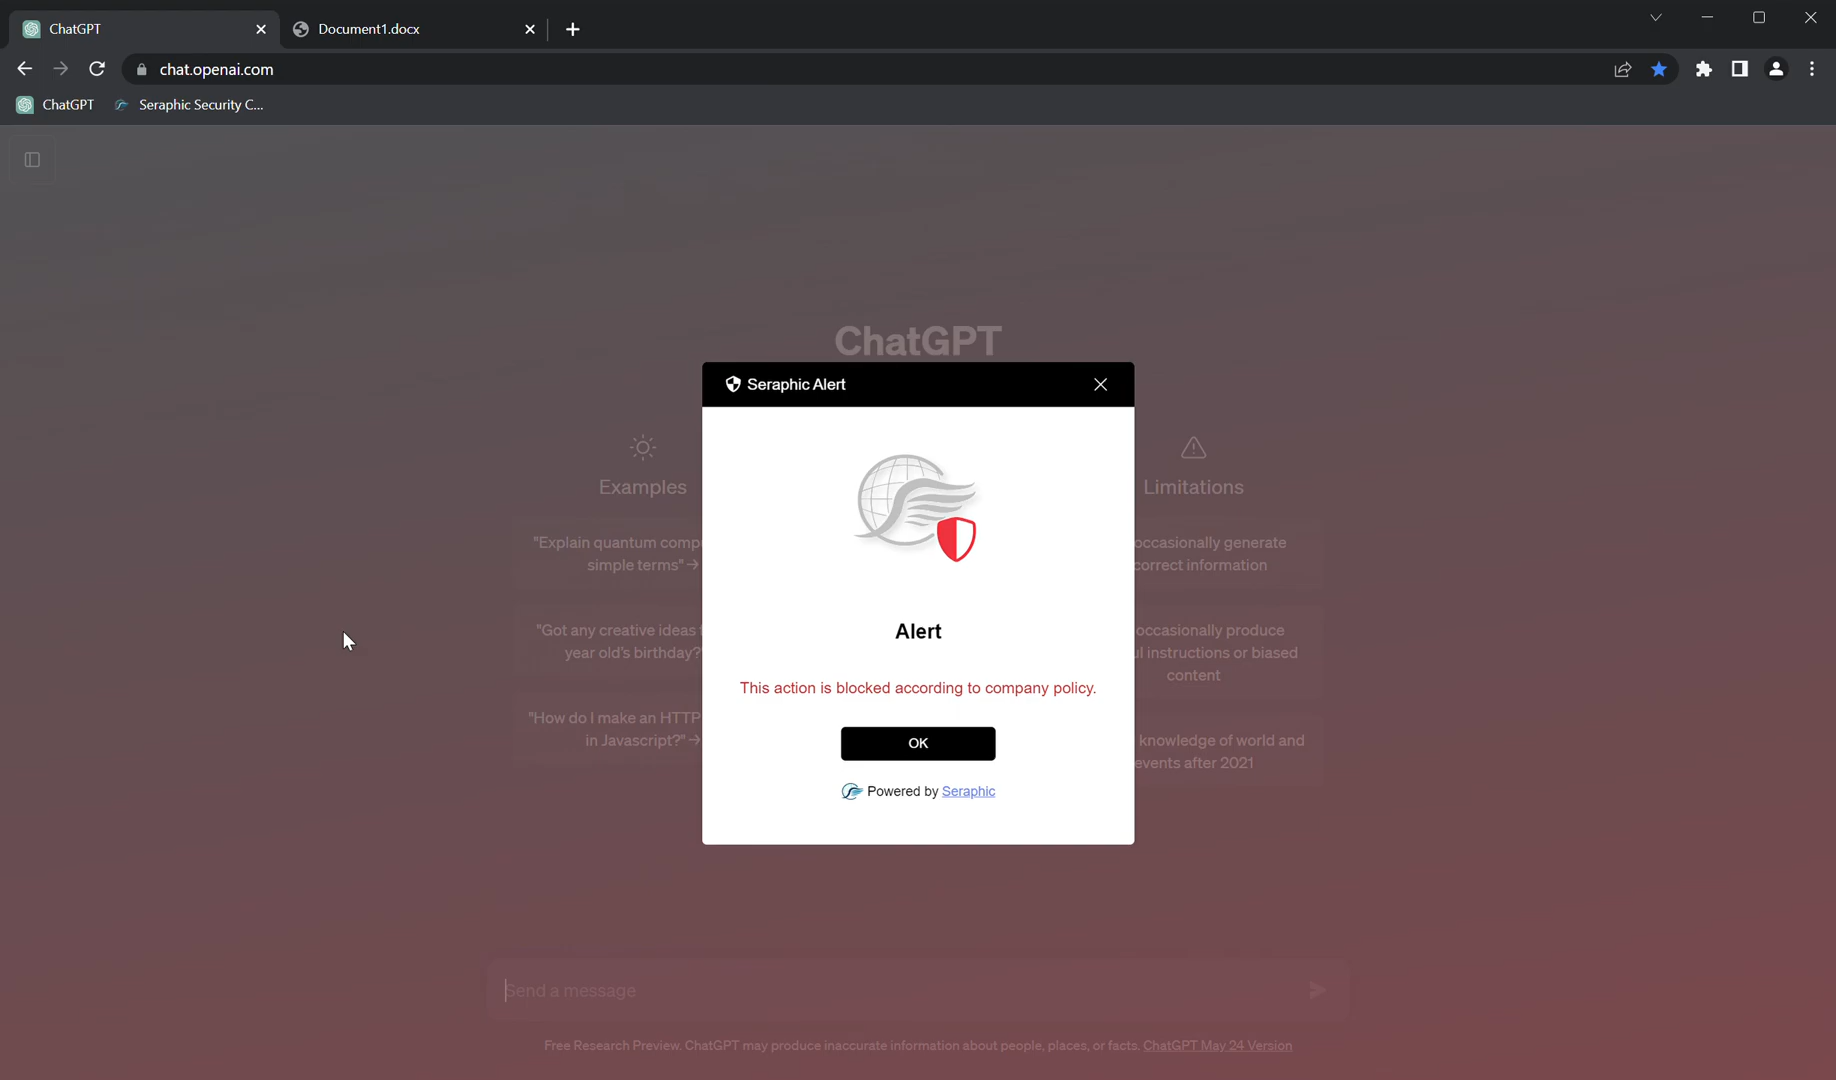 ChatGPT
Document1.docx
chat.openai.com
ChatGPT
Seraphic Security C...
ChatGPT
Seraphic Alert
Examples
Limitations
"Explain quantum
simple terms" →
occasionally generate
information
"Got any creative ideas
year old's birthday?
occasionally produce
instructions or biased
content
"How do I make an HTTP
in Javascript?" →
knowledge of world and
events after 2021
Alert
This action is blocked according to company policy.
OK
Powered by Seraphic
Send a message
Free Research Preview. ChatGPT may produce inaccurate information about people, places, or facts. ChatGPT May 24 Version